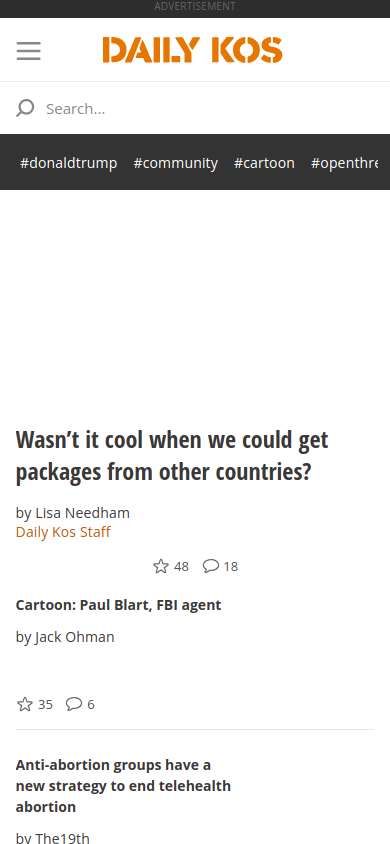 ADVERTISEMENT
DAILY KOS
Search...
#donaldtrump #community #cartoon #openthre
Wasn’t it cool when we could get
packages from other countries?
by Lisa Needham
Daily Kos Staff
48 18
Cartoon: Paul Blart, FBI agent
by Jack Ohman
35 6
Anti-abortion groups have a
new strategy to end telehealth
abortion
by The19th